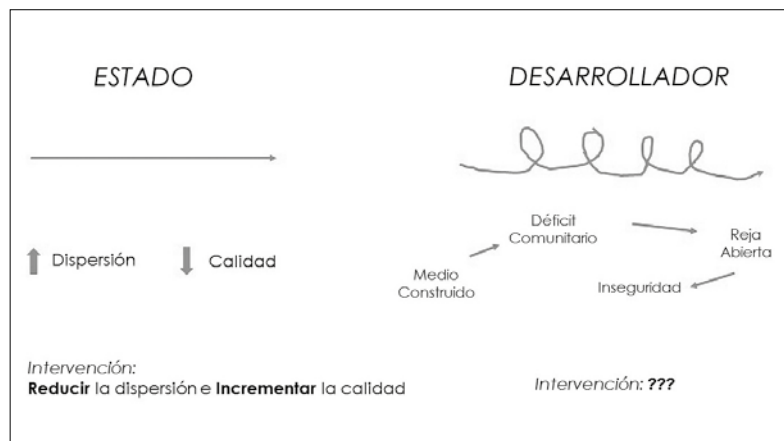 ESTADO
DESARROLLADOR
Dispersión
Calidad
Medio
Construido
Déficit
Comunitario
Reja
Abierta
Inseguridad
Intervención:
Reducir la dispersión e Incrementar la calidad
Intervención: ???